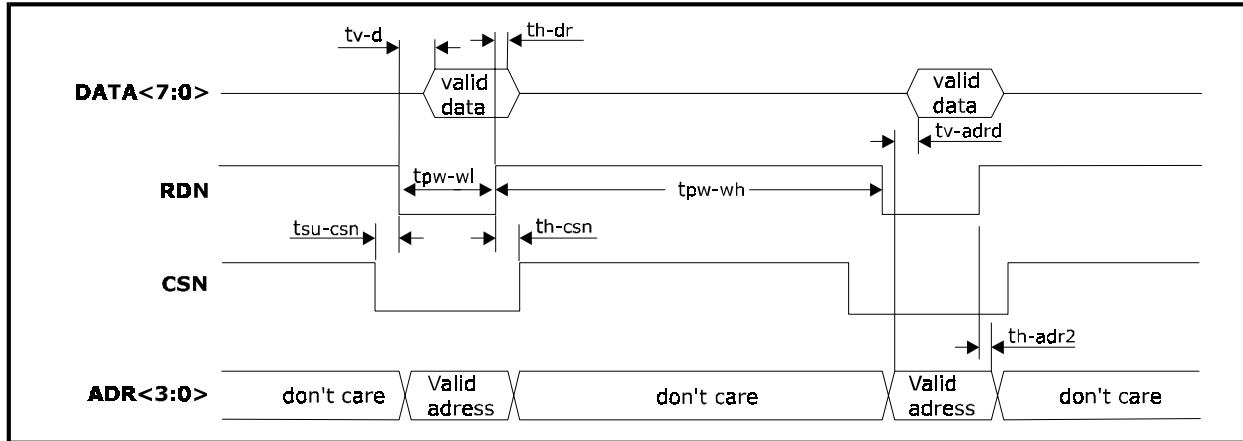 tv-d
th-dr
DATA<7:0>
valid
data
valid
data
tv-adrd
RDN
tpw-wl
tpw-wh
tsu-csn
th-csn
CSN
th-adr2
ADR<3:0>
don't care
Valid
adress
don't care
Valid
adress
don't care